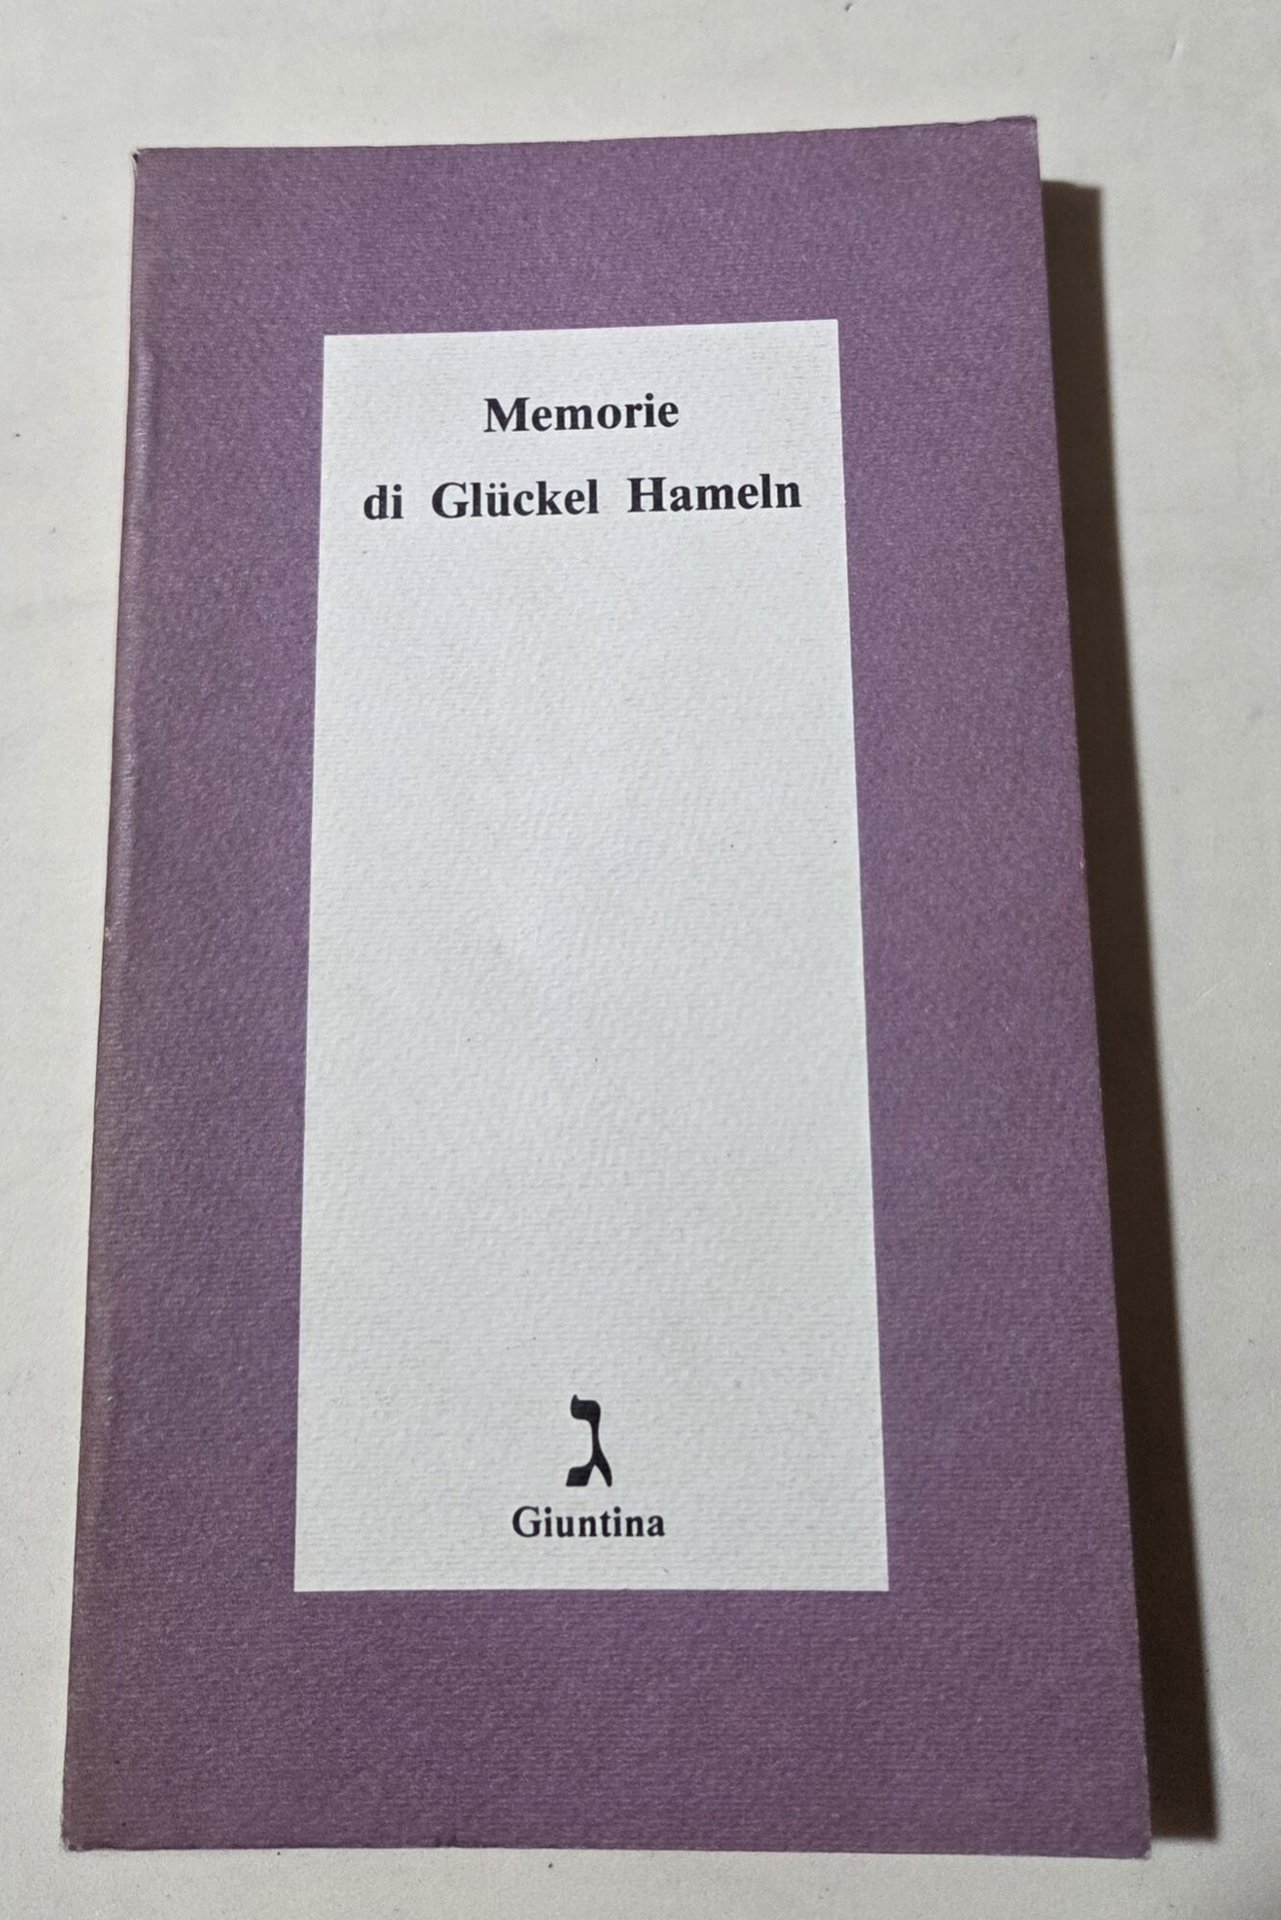 Memorie
di Glückel Hameln
ג
Giuntina